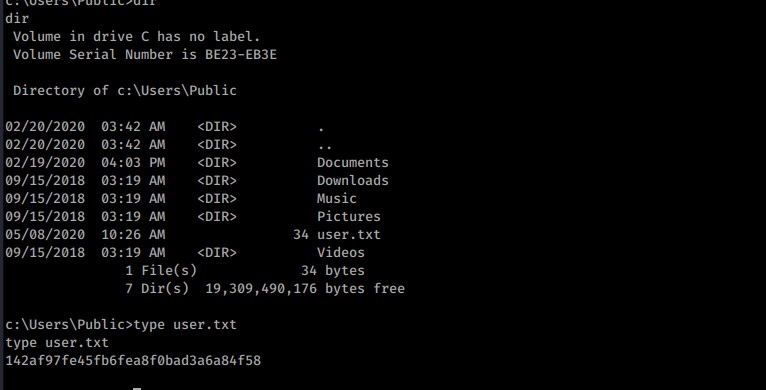 c:\Users\Public>dir
dir
 Volume in drive C has no label.
 Volume Serial Number is BE23-EB3E

 Directory of c:\Users\Public

02/20/2020  03:42 AM    <DIR>          .
02/20/2020  03:42 AM    <DIR>          ..
02/19/2020  04:03 PM    <DIR>          Documents
09/15/2018  03:19 AM    <DIR>          Downloads
09/15/2018  03:19 AM    <DIR>          Music
09/15/2018  03:19 AM    <DIR>          Pictures
05/08/2020  10:26 AM                34 user.txt
09/15/2018  03:19 AM    <DIR>          Videos
               1 File(s)             34 bytes
               7 Dir(s)  19,309,490,176 bytes free

c:\Users\Public>type user.txt
type user.txt
142af97fe45fb6fea8f0bad3a6a84f58